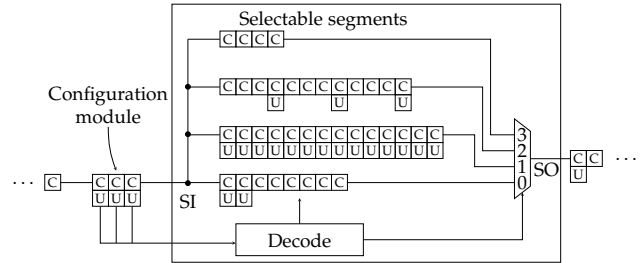 Selectable segments
C C C C
C C C C C C C C C C C C
U U U
Configuration
module
C C C C C C C C C C C C C C
U U U U U U U U U U U U U U
3
2
1
0
... C C C C SI C C C C C C C C SO C C ...
U U U U U U
Decode